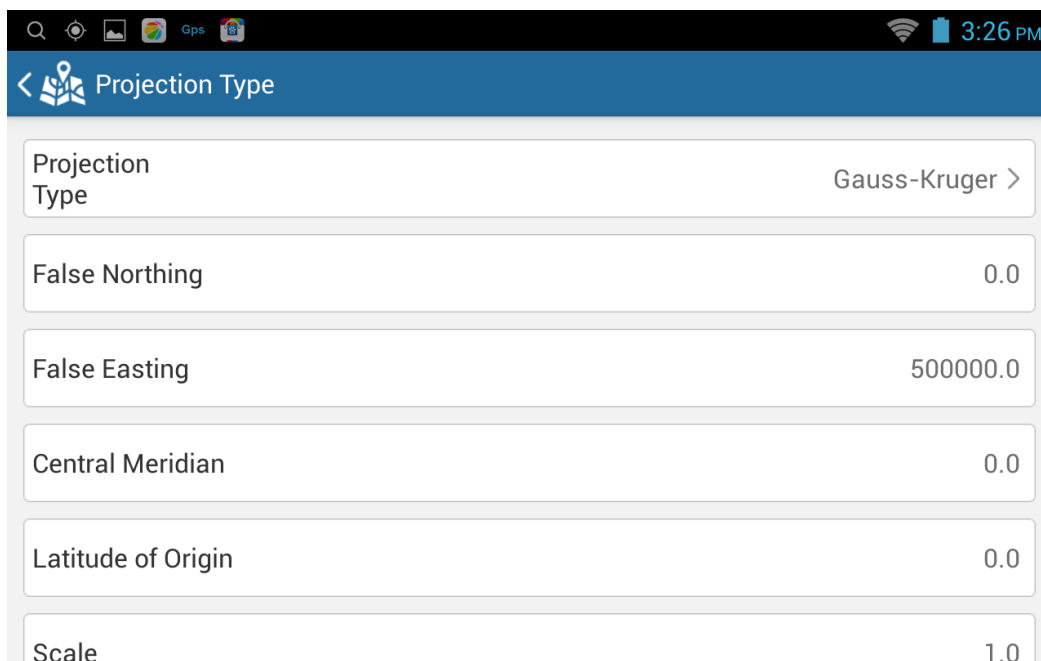 Gps
3:26 PM
Projection Type
Projection
Type
Gauss-Kruger
False Northing
0.0
False Easting
500000.0
Central Meridian
0.0
Latitude of Origin
0.0
Scale
1.0